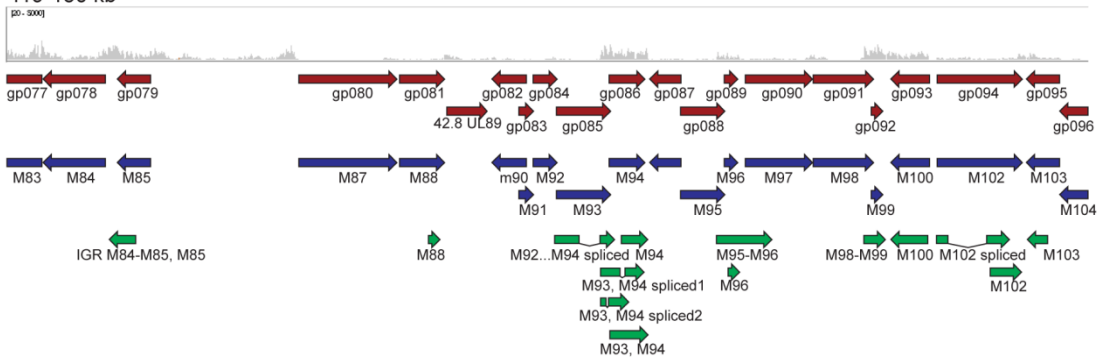 [20 - 5000]
gp077 gp078 gp079 gp080 gp081 gp082 gp084 gp086 gp087 gp089 gp090 gp091 gp093 gp094 gp095
42.8 UL89 gp083 gp085 gp088 gp092 gp096
M83 M84 M85 M87 M88 m90 M92 M94 M96 M97 M98 M100 M102 M103
M91 M93 M95 M99 M104
IGR M84-M85, M85 M88 M92...M94 spliced M94 M95-M96 M98-M99 M100 M102 spliced M103
M93, M94 spliced1 M96 M102
M93, M94 spliced2
M93, M94